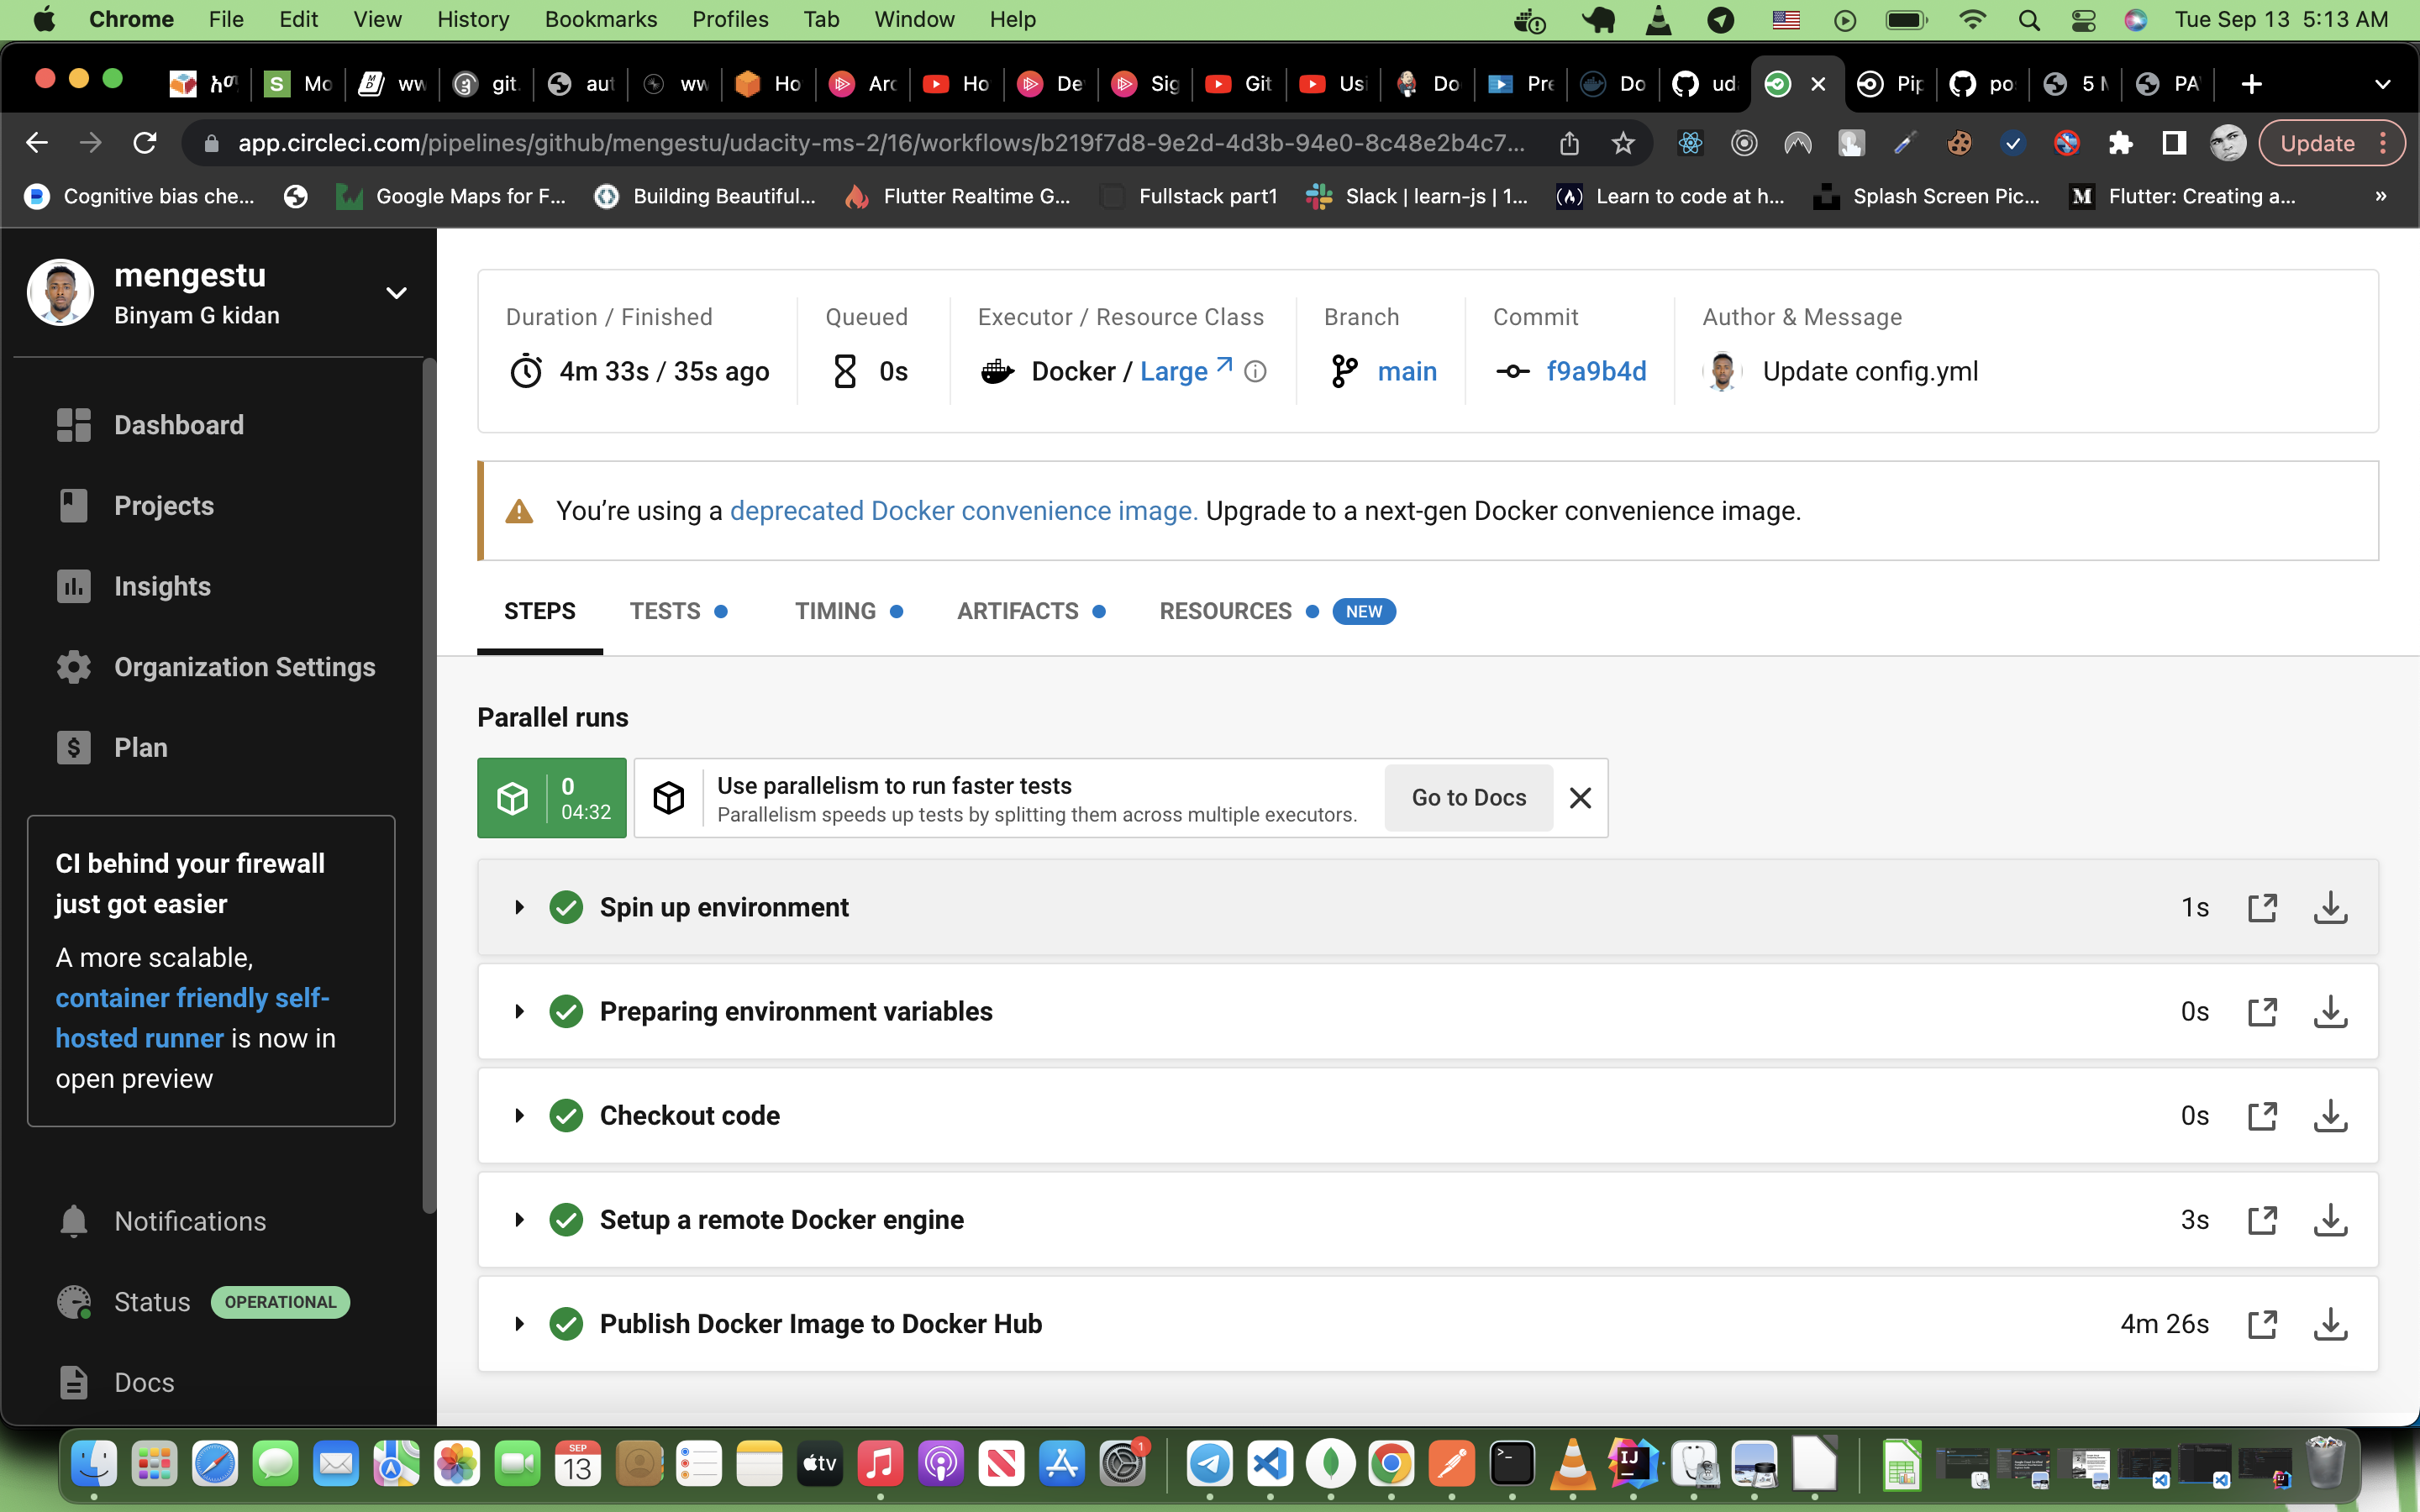 Chrome File Edit View History Bookmarks Profiles Tab Window Help Tue Sep 13 5:13 AM
S Mo ww git. aut ww Ho Arc Ho De Sig Git Usi Do Pre Do ud Pip po 5 PA
app.circleci.com/pipelines/github/mengestu/udacity-ms-2/16/workflows/b219f7d8-9e2d-4d3b-94e0-8c48e2b4c7... Update
Cognitive bias che... Google Maps for F... Building Beautiful... Flutter Realtime G... Fullstack part1 Slack | learn-js | 1... Learn to code at h... Splash Screen Pic... Flutter: Creating a... »
mengestu
Binyam G kidan
Dashboard
Projects
Insights
Organization Settings
Plan
CI behind your firewall
just got easier
A more scalable,
container friendly self-
hosted runner is now in
open preview
Notifications
Status OPERATIONAL
Docs
Duration / Finished Queued Executor / Resource Class Branch Commit Author & Message
4m 33s / 35s ago 0s Docker / Large main f9a9b4d Update config.yml
You’re using a deprecated Docker convenience image. Upgrade to a next-gen Docker convenience image.
STEPS TESTS TIMING ARTIFACTS RESOURCES NEW
Parallel runs
0
04:32
Use parallelism to run faster tests
Parallelism speeds up tests by splitting them across multiple executors.
Go to Docs
Spin up environment 1s
Preparing environment variables 0s
Checkout code 0s
Setup a remote Docker engine 3s
Publish Docker Image to Docker Hub 4m 26s
SEP
13
tv
1
IJ